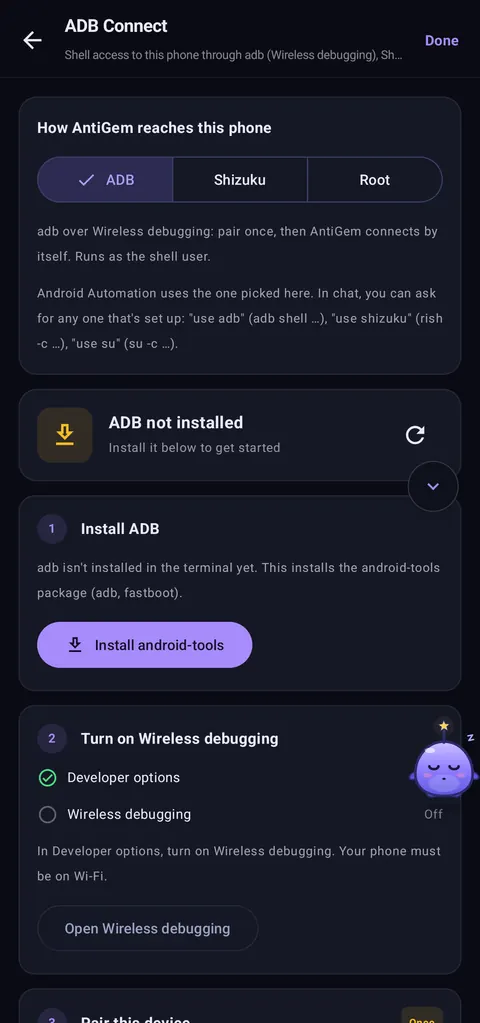 ADB Connect
Shell access to this phone through adb (Wireless debugging), Sh...
Done
How AntiGem reaches this phone
ADB
Shizuku
Root
adb over Wireless debugging: pair once, then AntiGem connects by
itself. Runs as the shell user.
Android Automation uses the one picked here. In chat, you can ask
for any one that's set up: "use adb" (adb shell …), "use shizuku" (rish
-c …), "use su" (su -c …).
ADB not installed
Install it below to get started
1
Install ADB
adb isn't installed in the terminal yet. This installs the android-tools
package (adb, fastboot).
Install android-tools
2
Turn on Wireless debugging
z
Developer options
Wireless debugging
Off
In Developer options, turn on Wireless debugging. Your phone must
be on Wi-Fi.
Open Wireless debugging
3
Pair this device
Once